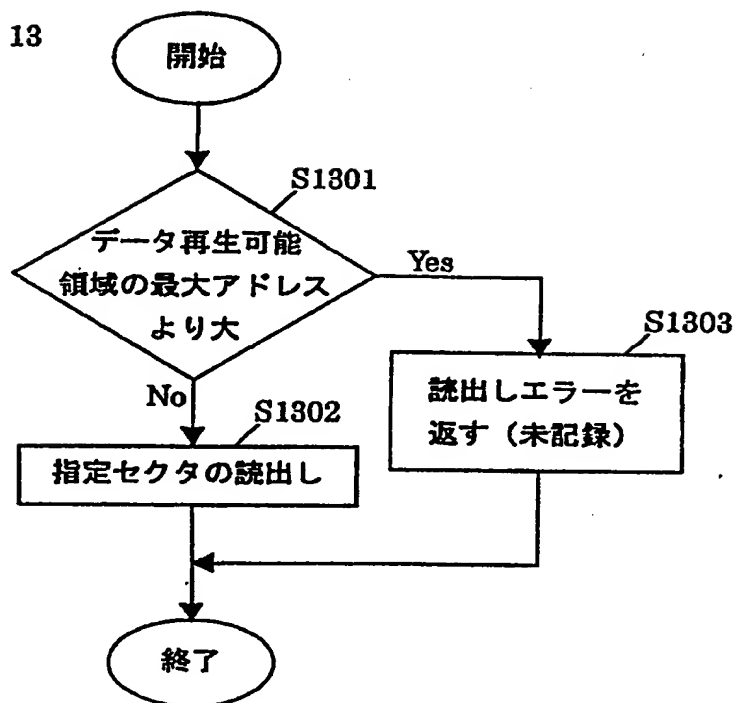 13
開始
S1301
データ再生可能
領域の最大アドレス
より大
Yes
No
S1302
指定セクタの読出し
S1303
読出しエラーを
返す（未記録）
終了